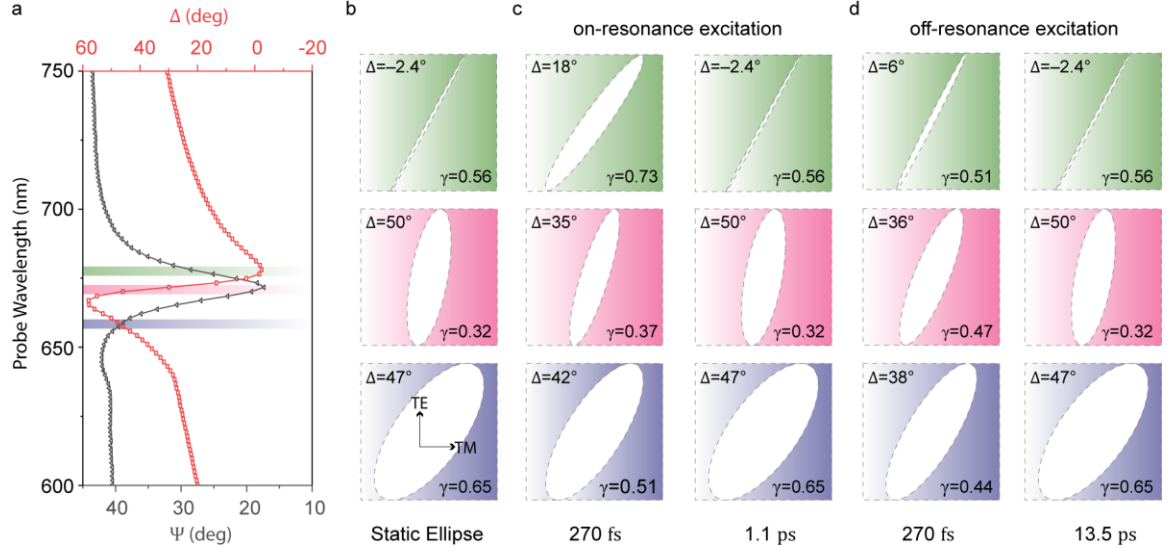 a
Δ (deg)
60 40 20 0 -20
750
700
650
600
Probe Wavelength (nm)
40 30 20 10
Ψ (deg)
b
Δ=–2.4°
γ=0.56
Δ=50°
γ=0.32
Δ=47°
TE
TM
γ=0.65
Static Ellipse
c
on-resonance excitation
Δ=18° Δ=–2.4°
γ=0.73 γ=0.56
Δ=35° Δ=50°
γ=0.37 γ=0.32
Δ=42° Δ=47°
γ=0.51 γ=0.65
270 fs 1.1 ps
d
off-resonance excitation
Δ=6° Δ=–2.4°
γ=0.51 γ=0.56
Δ=36° Δ=50°
γ=0.47 γ=0.32
Δ=38° Δ=47°
γ=0.44 γ=0.65
270 fs 13.5 ps